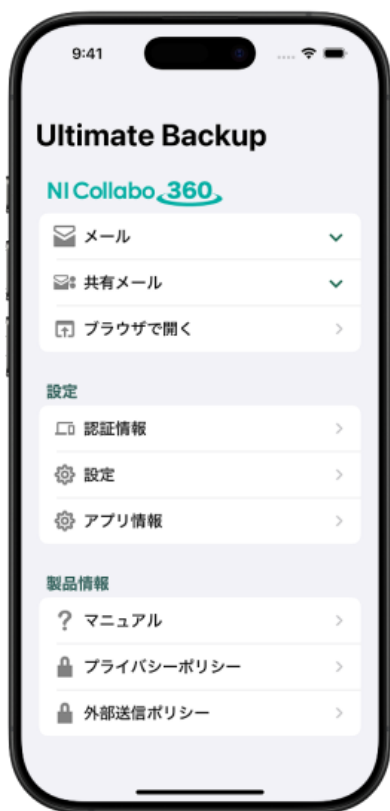 9:41
Ultimate Backup
NI Collabo 360
メール
共有メール
ブラウザで開く
設定
認証情報
設定
アプリ情報
製品情報
マニュアル
プライバシーポリシー
外部送信ポリシー